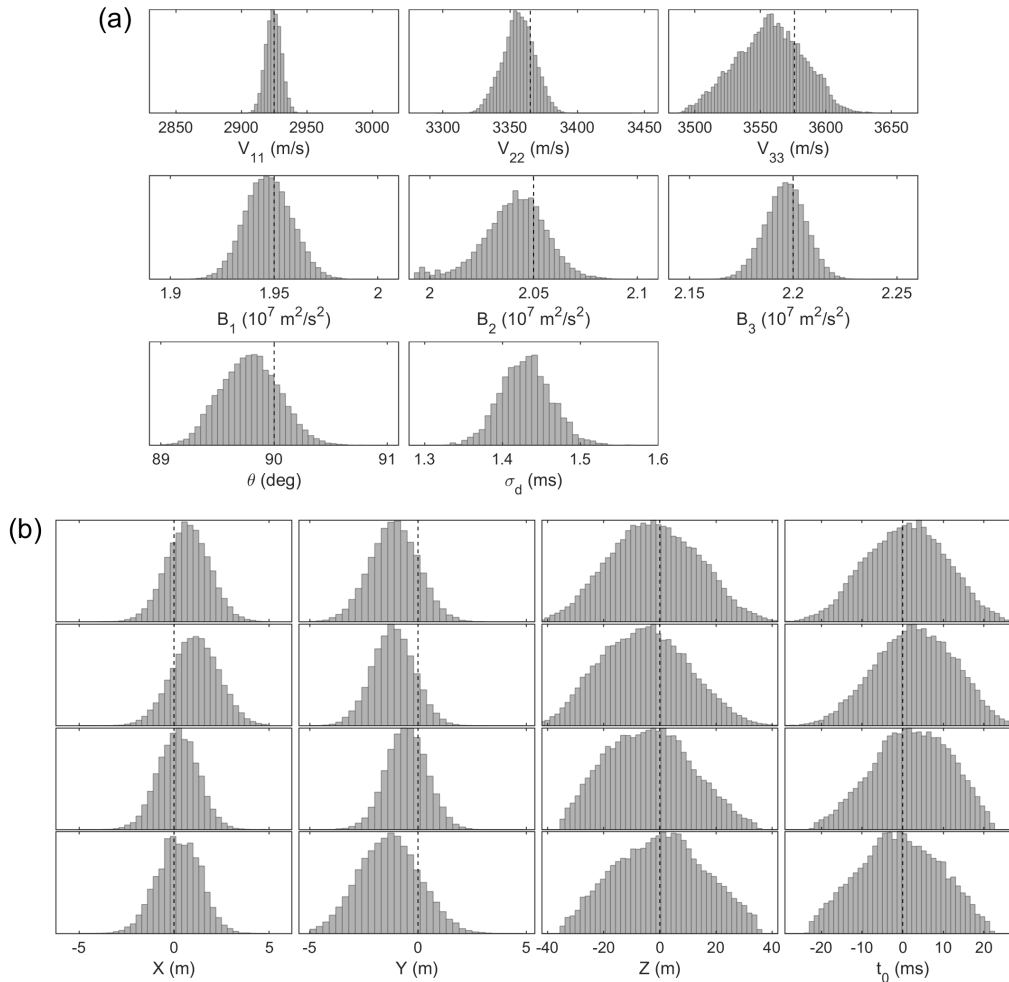 (a)
2850 2900 2950 3000 3300 3350 3400 3450 3500 3550 3600 3650
V11 (m/s) V22 (m/s) V33 (m/s)
1.9 1.95 2 2 2.05 2.1 2.15 2.2 2.25
B1 (10^7 m^2/s^2) B2 (10^7 m^2/s^2) B3 (10^7 m^2/s^2)
89 90 91 1.3 1.4 1.5 1.6
θ (deg) σd (ms)
(b)
-5 0 5 -5 0 5 -40 -20 0 20 40 -20 0 20
X (m) Y (m) Z (m) t0 (ms)